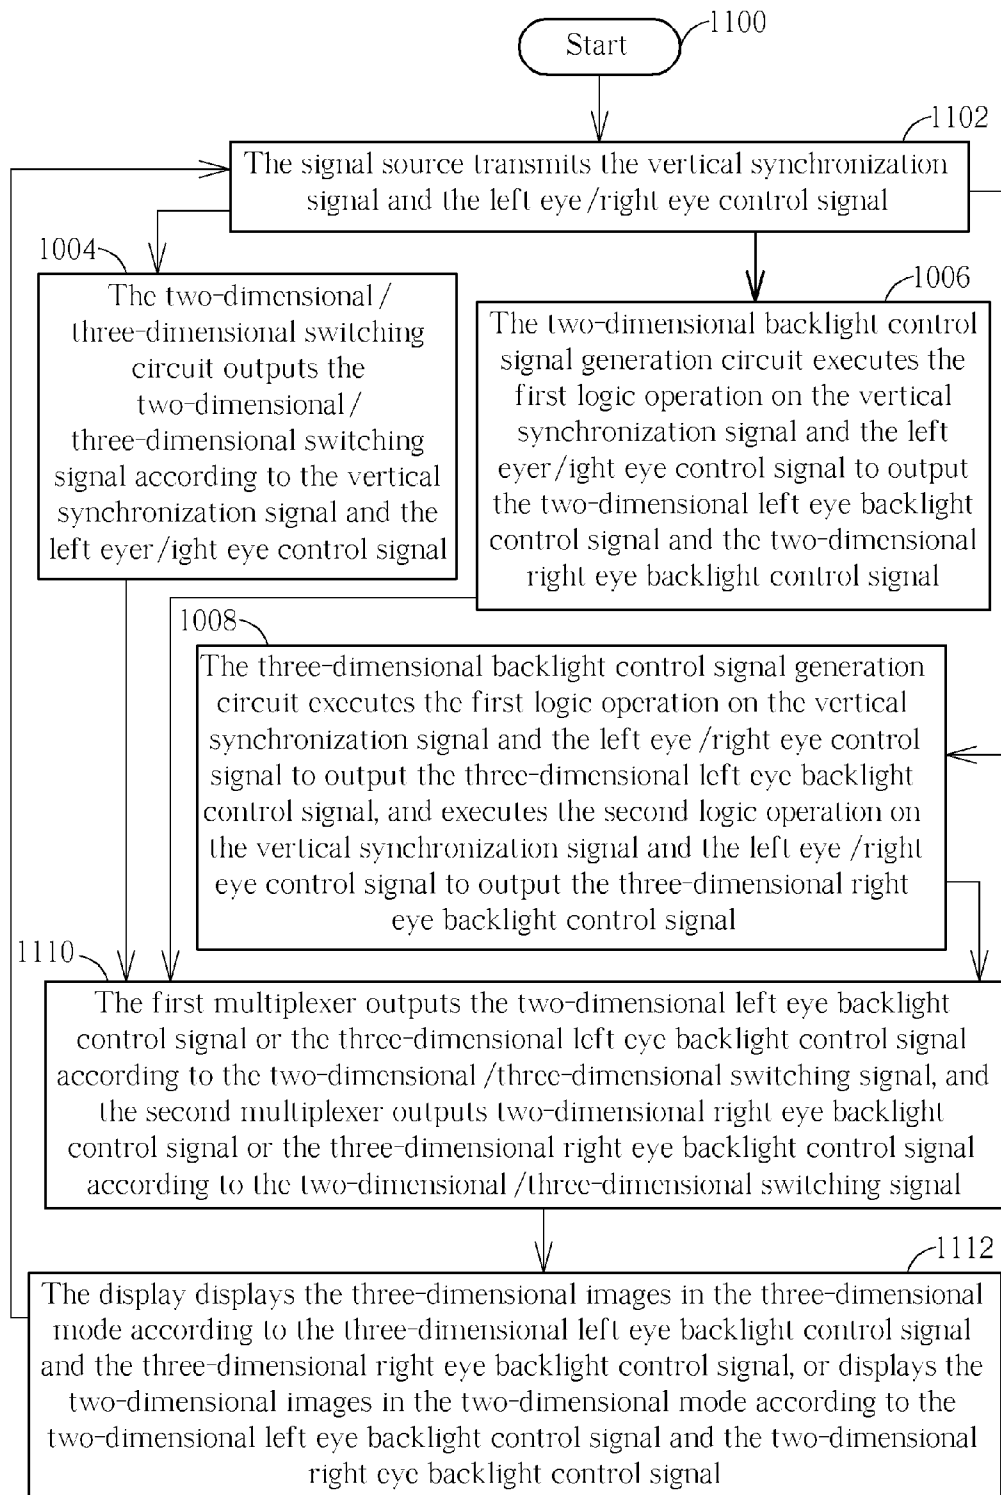 Start
1100
1102
The signal source transmits the vertical synchronization
signal and the left eye/right eye control signal
1004
The two-dimensional/
three-dimensional switching
circuit outputs the
two-dimensional/
three-dimensional switching
signal according to the vertical
synchronization signal and the
left eyer/ight eye control signal
1006
The two-dimensional backlight control
signal generation circuit executes the
first logic operation on the vertical
synchronization signal and the left
eyer/ight eye control signal to output
the two-dimensional left eye backlight
control signal and the two-dimensional
right eye backlight control signal
1008
The three-dimensional backlight control signal generation
circuit executes the first logic operation on the vertical
synchronization signal and the left eye/right eye control
signal to output the three-dimensional left eye backlight
control signal, and executes the second logic operation on
the vertical synchronization signal and the left eye/right
eye control signal to output the three-dimensional right
eye backlight control signal
1110
The first multiplexer outputs the two-dimensional left eye backlight
control signal or the three-dimensional left eye backlight control signal
according to the two-dimensional/three-dimensional switching signal, and
the second multiplexer outputs two-dimensional right eye backlight
control signal or the three-dimensional right eye backlight control signal
according to the two-dimensional/three-dimensional switching signal
1112
The display displays the three-dimensional images in the three-dimensional
mode according to the three-dimensional left eye backlight control signal
and the three-dimensional right eye backlight control signal, or displays the
two-dimensional images in the two-dimensional mode according to the
two-dimensional left eye backlight control signal and the two-dimensional
right eye backlight control signal